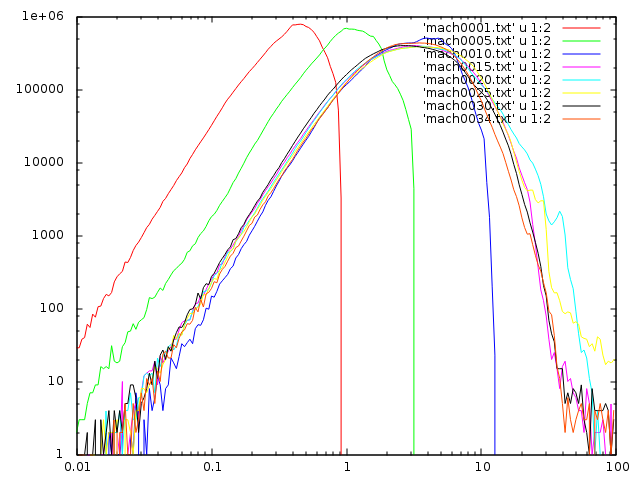 1e+06
100000
10000
1000
100
10
1
0.01
0.1
1
10
100
'mach0001.txt' u 1:2
'mach0005.txt' u 1:2
'mach0010.txt' u 1:2
'mach0015.txt' u 1:2
'mach0020.txt' u 1:2
'mach0025.txt' u 1:2
'mach0030.txt' u 1:2
'mach0034.txt' u 1:2